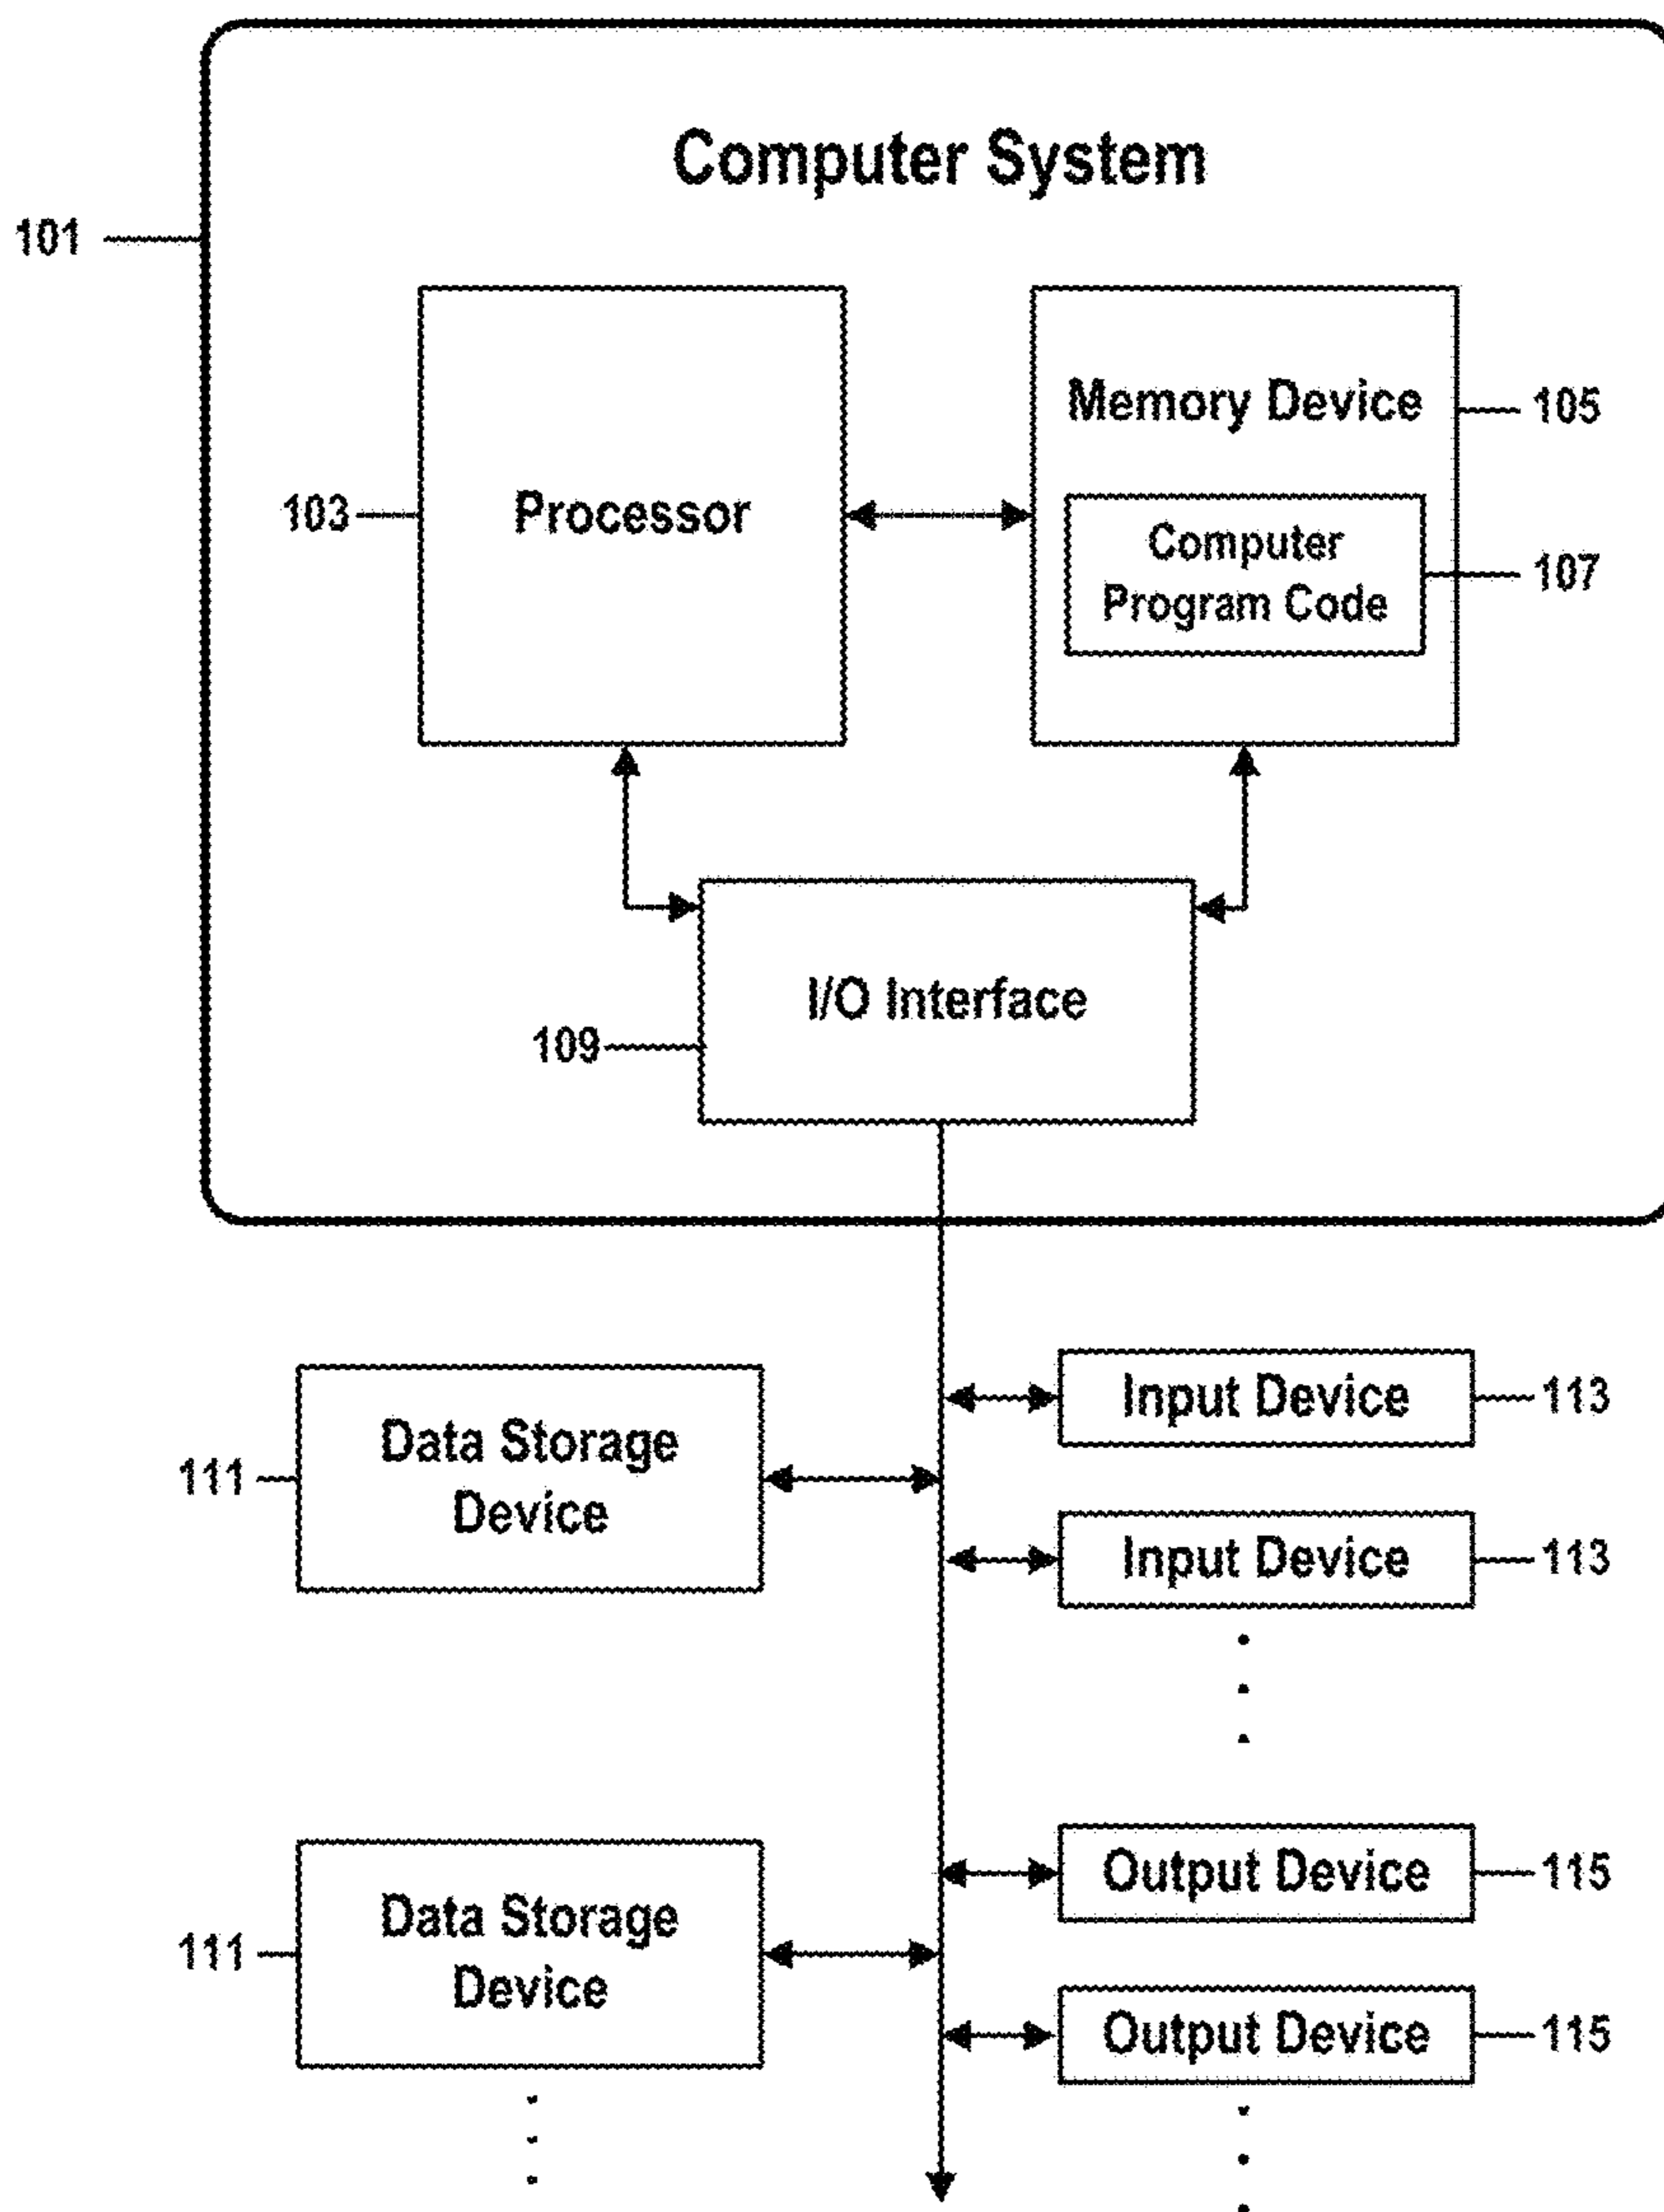 Computer System
101
Memory Device
105
103
Processor
Computer
Program Code
107
I/O Interface
109
Input Device
113
Data Storage
Device
111
Input Device
113
Output Device
115
Data Storage
Device
111
Output Device
115